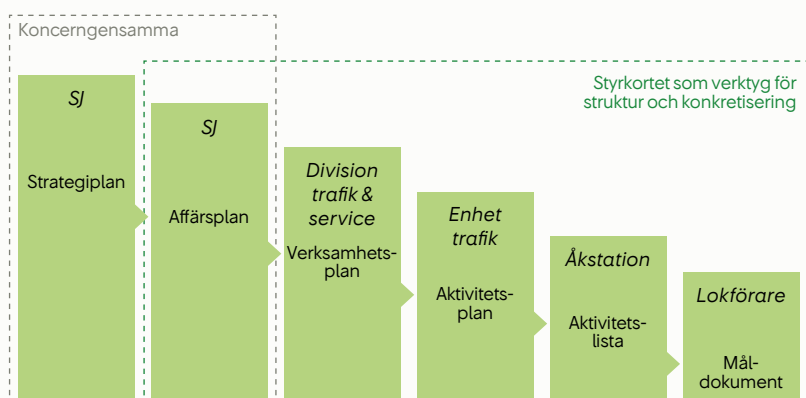 Koncerngensamma
Styrkortet som verktyg för
struktur och konkretisering
SJ
Strategiplan
SJ
Affärsplan
Division
trafik &
service
Verksamhets-
plan
Enhet
trafik
Aktivitets-
plan
Åkstation
Aktivitets-
lista
Lokförare
Mål-
dokument